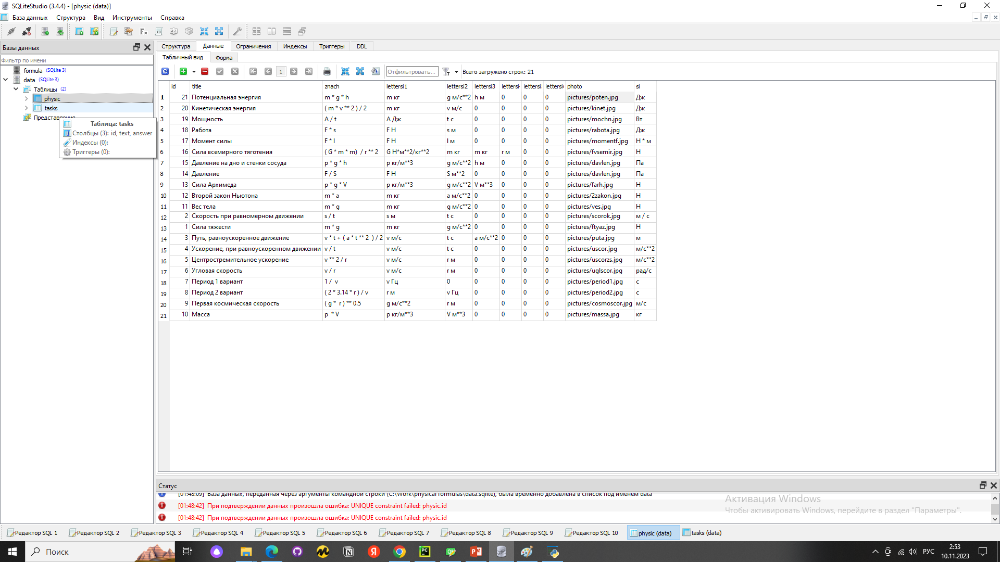 SQLiteStudio (3.4.4) - [physic (data)]
База данных Структура Вид Инструменты Справка
Базы данных
Фильтр по имени
formula (SQLite 3)
data (SQLite 3)
Таблицы (2)
physic
tasks
Таблица: tasks
Столбцы (3): id, text, answer
Индексы (0):
Триггеры (0):
Структура Данные Ограничения Индексы Триггеры DDL
Табличный вид Форма
1 Отфильтровать... Всего загружено строк: 21
id title znach lettersi1 lettersi2 lettersi3 photo si
1 21 Потенциальная энергия m * g * h m кг g м/с**2 h м 0 0 0 pictures/poten.jpg Дж
2 20 Кинетическая энергия ( m * v ** 2 ) / 2 m кг v м/с 0 0 0 0 pictures/kinet.jpg Дж
3 19 Мощность A / t A Дж t с 0 0 0 0 pictures/mochn.jpg Вт
4 18 Работа F * s F Н s м 0 0 0 0 pictures/rabota.jpg Дж
5 17 Момент силы F * l F Н l м 0 0 0 0 pictures/momentf.jpg Н * м
6 16 Сила всемирного тяготения ( G * m * m) / r ** 2 G Н*м**2/кг**2 m кг m кг r м 0 0 pictures/fvsemir.jpg Н
7 15 Давление на дно и стенки сосуда p * g * h p кг/м**3 g м/с**2 h м 0 0 0 pictures/davlen.jpg Па
8 14 Давление F / S F Н S м**2 0 0 0 0 pictures/davlen.jpg Па
9 13 Сила Архимеда p * g * V p кг/м**3 g м/с**2 V м**3 0 0 0 pictures/farh.jpg Н
10 12 Второй закон Ньютона m * a m кг a м/с**2 0 0 0 0 pictures/2zakon.jpg Н
11 11 Вес тела m * g m кг g м/с**2 0 0 0 0 pictures/ves.jpg Н
12 2 Скорость при равномерном движении s / t s м t с 0 0 0 0 pictures/scorok.jpg м / с
13 1 Сила тяжести m * g m кг g м/с**2 0 0 0 0 pictures/ftyaz.jpg Н
14 3 Путь, равноускоренное движение v * t + ( a * t ** 2 ) / 2 v м/с t с a м/с**2 0 0 0 pictures/puta.jpg м
15 4 Ускорение, при равноускоренном движении v / t v м/с t с 0 0 0 0 pictures/uscor.jpg м/с**2
16 5 Центростремительное ускорение v ** 2 / r v м/с r м 0 0 0 0 pictures/uscorzs.jpg м/с**2
17 6 Угловая скорость v / r v м/с r м 0 0 0 0 pictures/uglscor.jpg рад/с
18 7 Период 1 вариант 1 / v v Гц 0 0 0 0 0 pictures/period1.jpg с
19 8 Период 2 вариант ( 2 * 3.14 * r ) / v r м v Гц 0 0 0 0 pictures/period2.jpg с
20 9 Первая космическая скорость ( g * r ) ** 0.5 g м/с**2 r м 0 0 0 0 pictures/cosmoscor.jpg м/с
21 10 Масса p * V p кг/м**3 V м**3 0 0 0 0 pictures/massa.jpg кг
Статус
[01:48:09] База данных, переданная через аргументы командной строки (C:\Work\physical formulas\data.sqlite), была временно добавлена в список под именем data
[01:48:42] При подтверждении данных произошла ошибка: UNIQUE constraint failed: physic.id
[01:48:42] При подтверждении данных произошла ошибка: UNIQUE constraint failed: physic.id
Активация Windows
Чтобы активировать Windows, перейдите в раздел "Параметры".
Редактор SQL 1 Редактор SQL 2 Редактор SQL 3 Редактор SQL 4 Редактор SQL 5 Редактор SQL 6 Редактор SQL 7 Редактор SQL 8 Редактор SQL 9 Редактор SQL 10 physic (data) tasks (data)
Поиск
РУС
2:53
10.11.2023